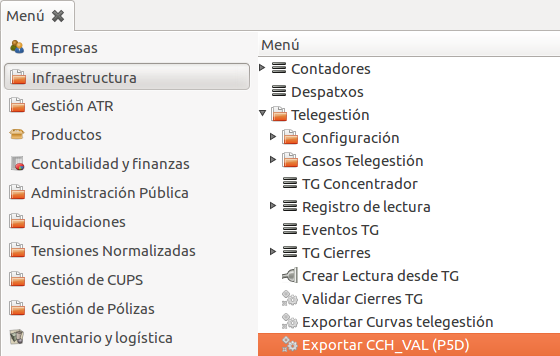 Menú
Empresas
Infraestructura
Gestión ATR
Productos
Contabilidad y finanzas
Administración Pública
Liquidaciones
Tensiones Normalizadas
Gestión de CUPS
Gestión de Pólizas
Inventario y logística
Menú
Contadores
Despatxos
Telegestión
Configuración
Casos Telegestión
TG Concentrador
Registro de lectura
Eventos TG
TG Cierres
Crear Lectura desde TG
Validar Cierres TG
Exportar Curvas telegestión
Exportar CCH_VAL (P5D)